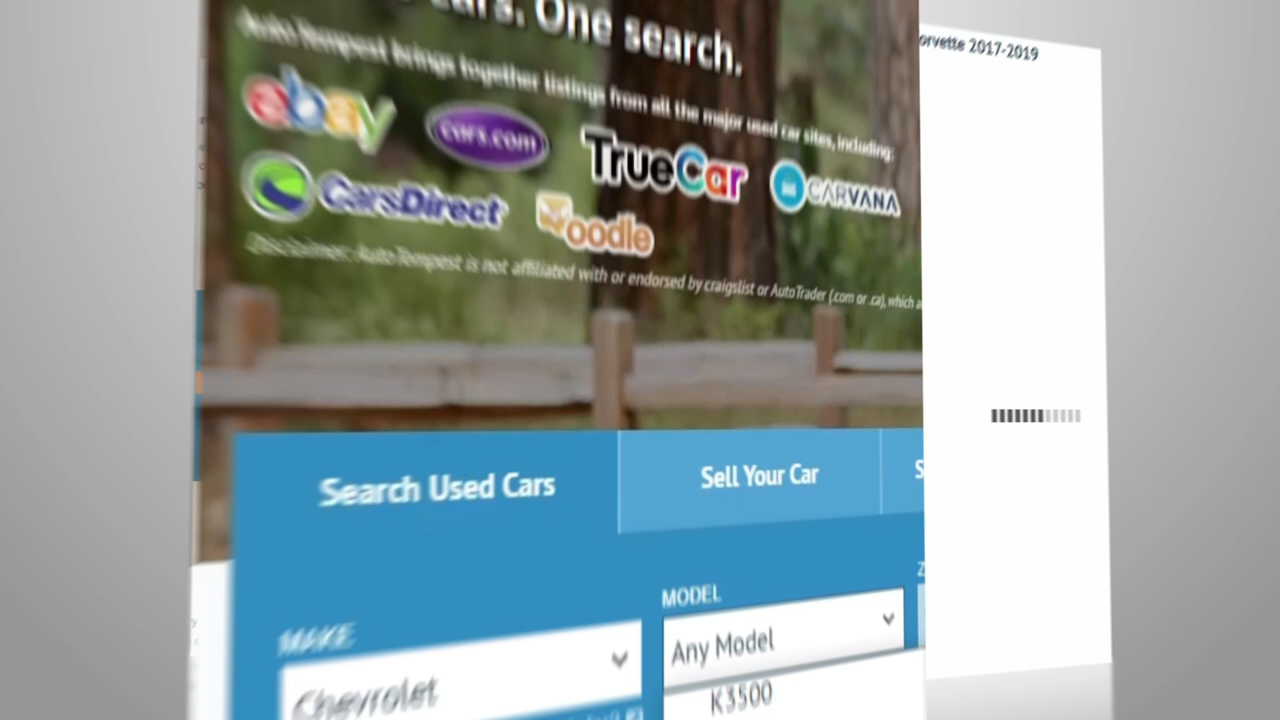 cars. One search.
AutoTempest brings together listings from all the major used car sites, including:
ebay
cars.com
TrueCar
CARVANA
CarsDirect
oodle
Disclaimer: AutoTempest is not affiliated with or endorsed by craigslist or AutoTrader (.com or .ca), which a
orvette 2017-2019
Search Used Cars
Sell Your Car
S
MAKE
MODEL
Z
Chevrolet
Any Model
K3500